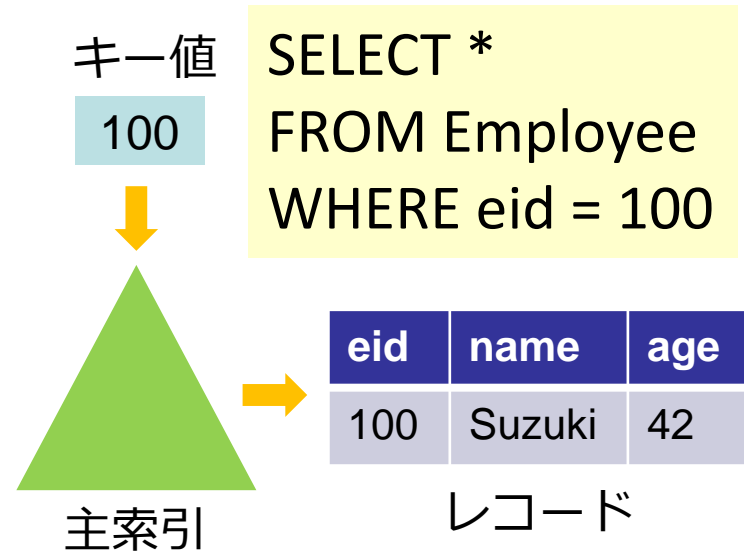 キー値
100
SELECT *
FROM Employee
WHERE eid = 100
eid name age
100 Suzuki 42
主索引
レコード